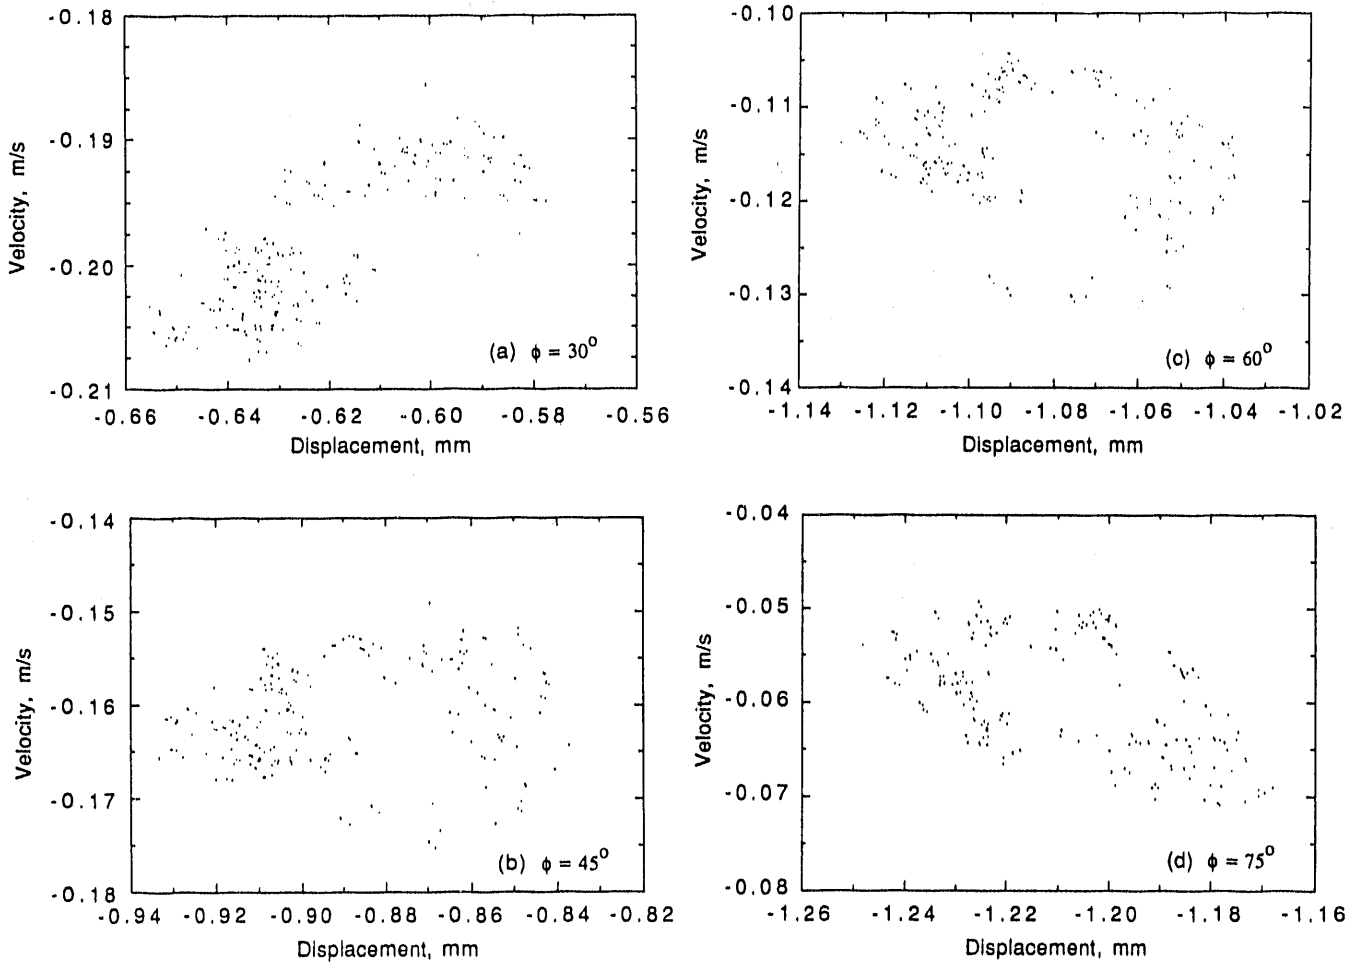 -0.18
-0.19
-0.20
-0.21
Velocity, m/s
(a) ϕ = 30°
-0.66 -0.64 -0.62 -0.60 -0.58 -0.56
Displacement, mm
-0.10
-0.11
-0.12
-0.13
-0.14
Velocity, m/s
(c) ϕ = 60°
-1.14 -1.12 -1.10 -1.08 -1.06 -1.04 -1.02
Displacement, mm
-0.14
-0.15
-0.16
-0.17
-0.18
Velocity, m/s
(b) ϕ = 45°
-0.94 -0.92 -0.90 -0.88 -0.86 -0.84 -0.82
Displacement, mm
-0.04
-0.05
-0.06
-0.07
-0.08
Velocity, m/s
(d) ϕ = 75°
-1.26 -1.24 -1.22 -1.20 -1.18 -1.16
Displacement, mm